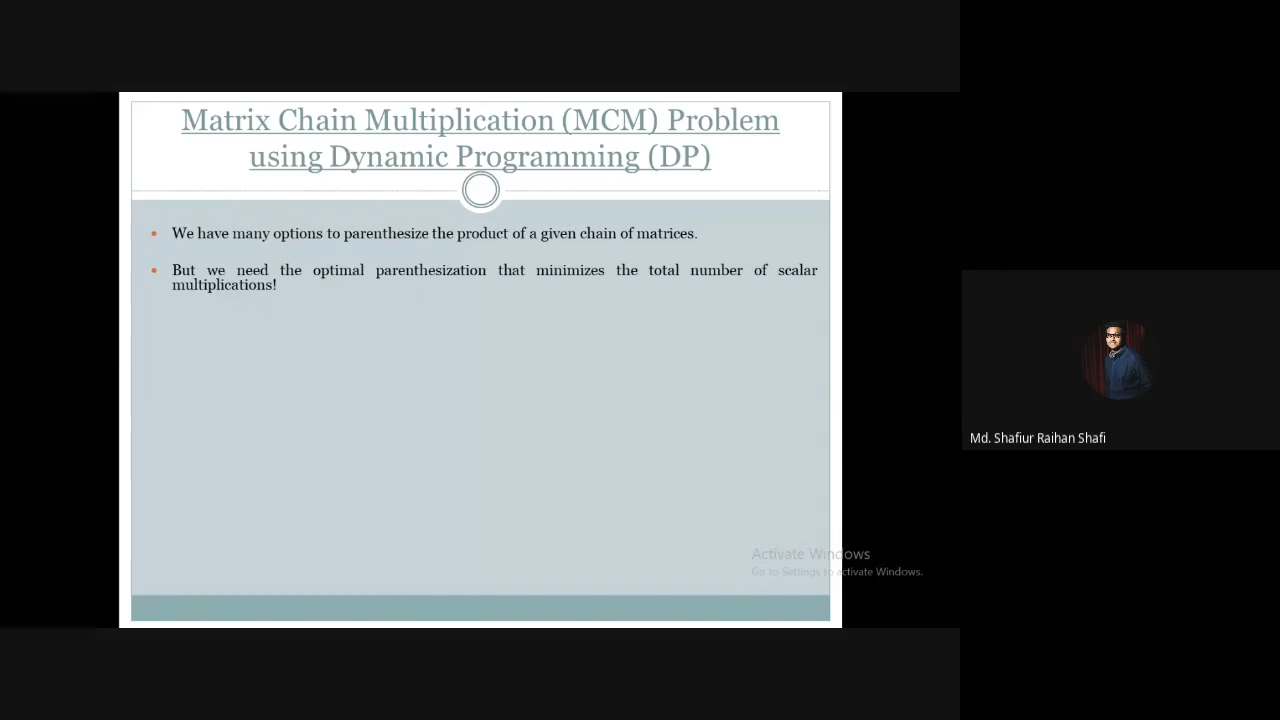 Matrix Chain Multiplication (MCM) Problem
using Dynamic Programming (DP)
We have many options to parenthesize the product of a given chain of matrices.
But we need the optimal parenthesization that minimizes the total number of scalar
multiplications!
Md. Shafiur Raihan Shafi
Activate Windows
Go to Settings to activate Windows.